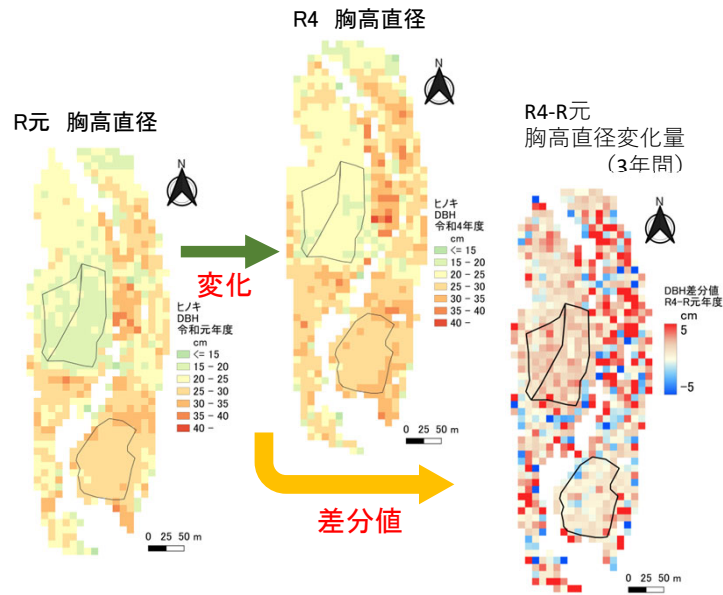 R元　胸高直径
N
ヒノキ
DBH
令和元年度
cm
<= 15
15 - 20
20 - 25
25 - 30
30 - 35
35 - 40
40 -
0 25 50 m
変化
R4　胸高直径
N
ヒノキ
DBH
令和4年度
cm
<= 15
15 - 20
20 - 25
25 - 30
30 - 35
35 - 40
40 -
0 25 50 m
差分値
R4-R元
胸高直径変化量
（3年間）
N
DBH差分値
R4-R元年度
cm
5
-5
0 25 50 m